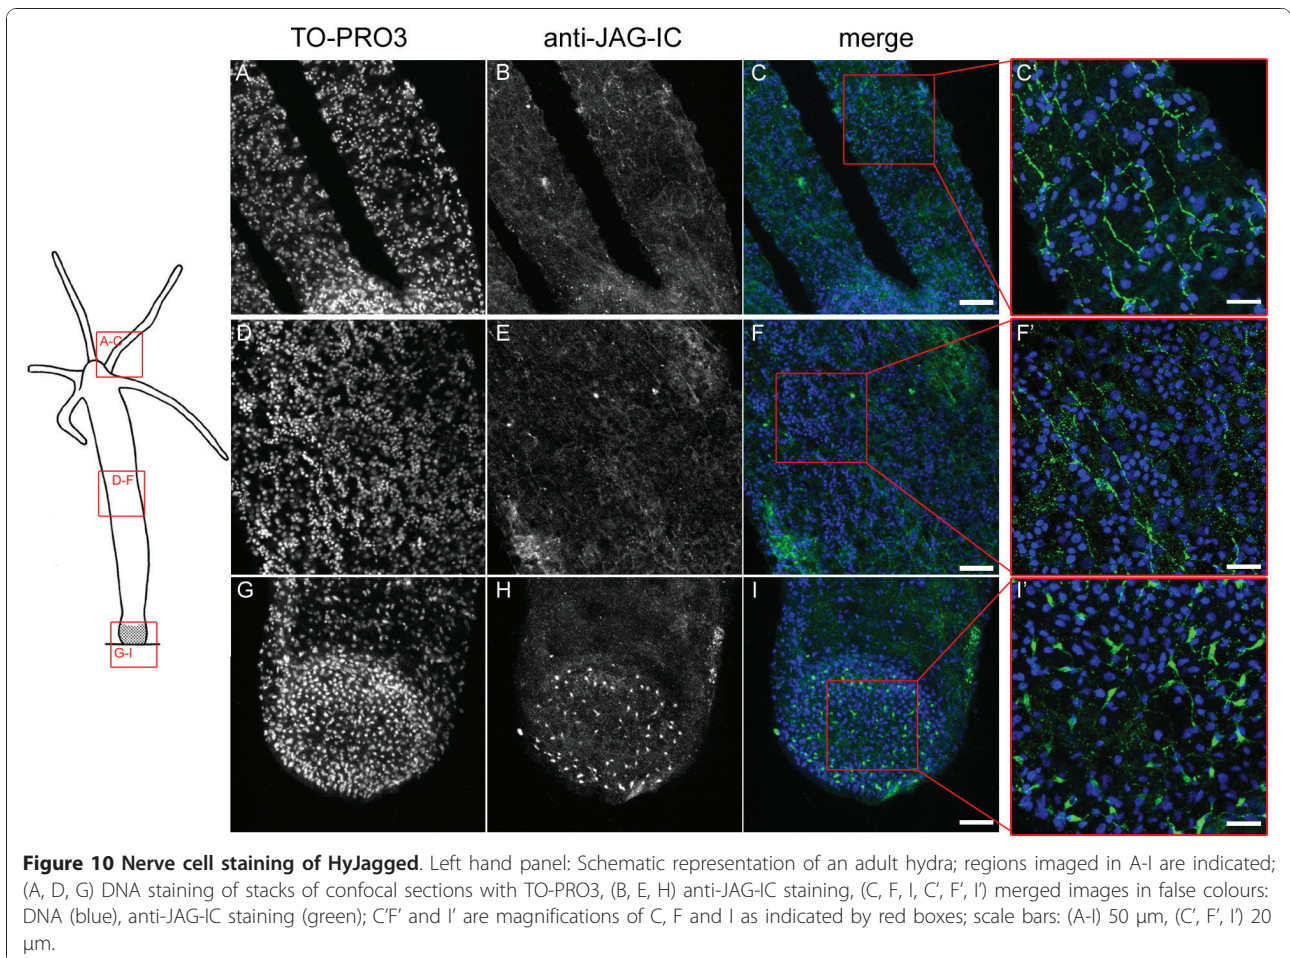 TO-PRO3 anti-JAG-IC merge
A B C C'
A-C
D E F F'
D-F
G H I I'
G-I
Figure 10 Nerve cell staining of HyJagged. Left hand panel: Schematic representation of an adult hydra; regions imaged in A-I are indicated;
(A, D, G) DNA staining of stacks of confocal sections with TO-PRO3, (B, E, H) anti-JAG-IC staining, (C, F, I, C’, F’, I’) merged images in false colours:
DNA (blue), anti-JAG-IC staining (green); C’F’ and I’ are magnifications of C, F and I as indicated by red boxes; scale bars: (A-I) 50 μm, (C’, F’, I’) 20
μm.